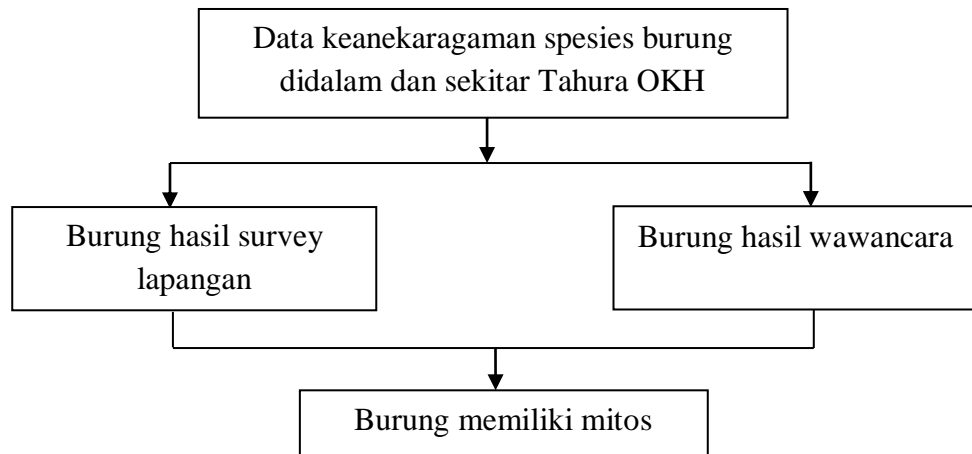 Data keanekaragaman spesies burung
didalam dan sekitar Tahura OKH
Burung hasil survey
lapangan
Burung hasil wawancara
Burung memiliki mitos